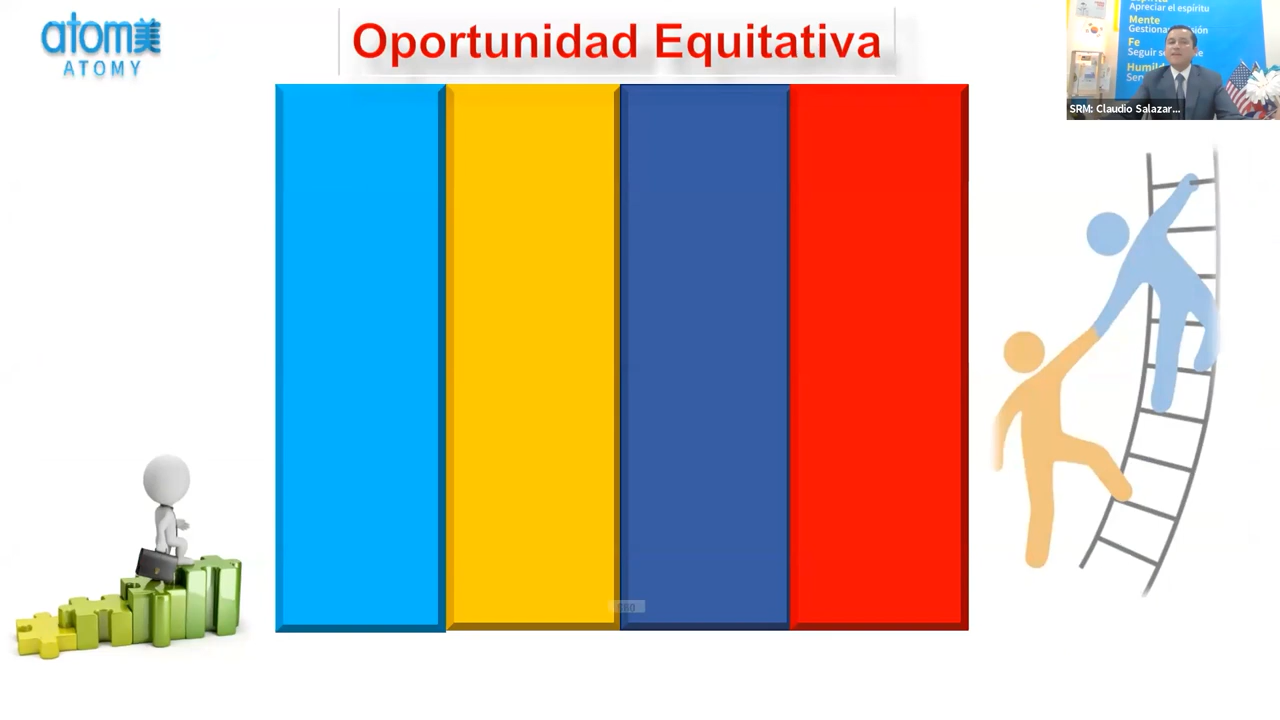 atom美
ATOMY
Oportunidad Equitativa
Apreciar el espíritu
Mente
Fe
SRM: Claudio Salazar...